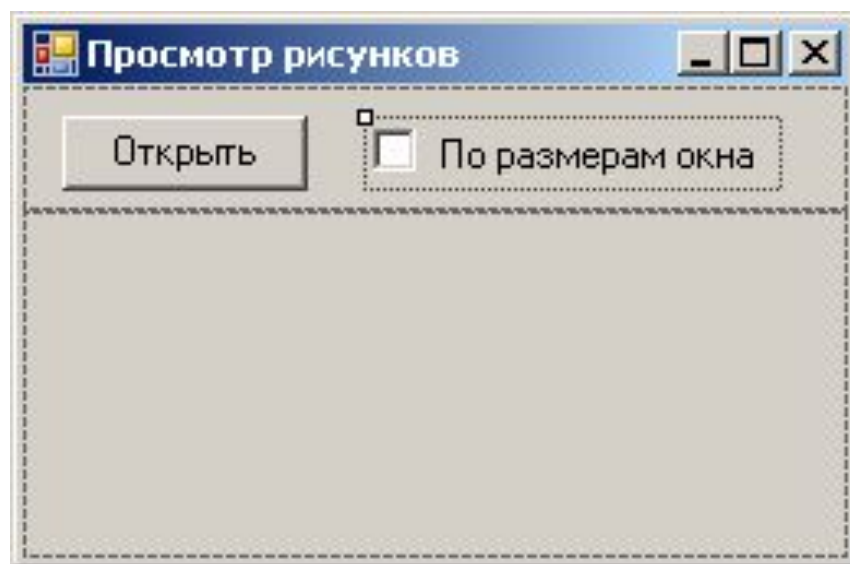 Просмотр рисунков
Открыть
По размерам окна